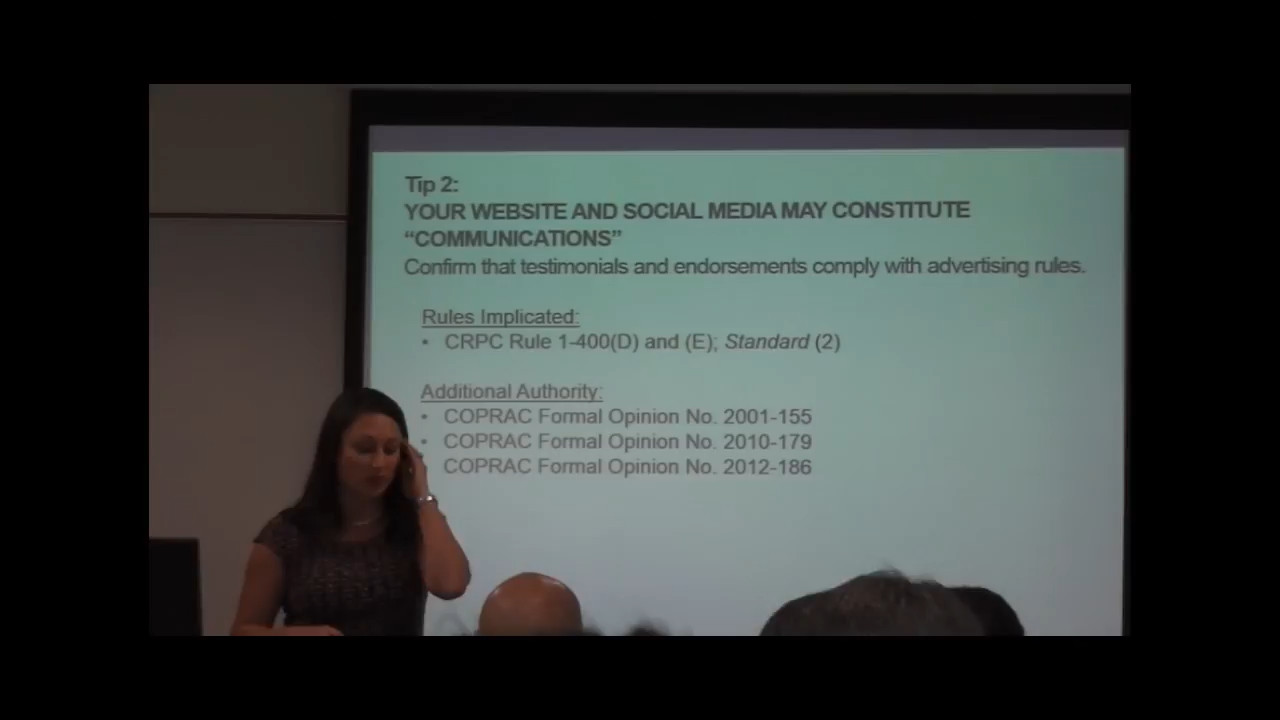 Tip 2:
YOUR WEBSITE AND SOCIAL MEDIA MAY CONSTITUTE
“COMMUNICATIONS”
Confirm that testimonials and endorsements comply with advertising rules.
Rules Implicated:
• CRPC Rule 1-400(D) and (E); Standard (2)
Additional Authority:
• COPRAC Formal Opinion No. 2001-155
• COPRAC Formal Opinion No. 2010-179
COPRAC Formal Opinion No. 2012-186